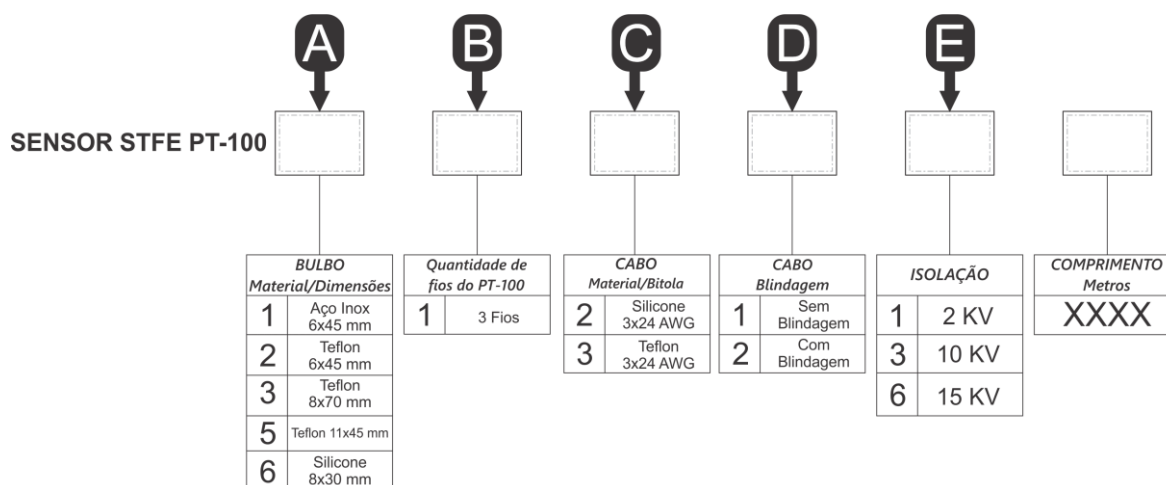 A
B
C
D
E
SENSOR STFE PT-100
BULBO
Material/Dimensões
1
Aço Inox
6x45 mm
2
Teflon
6x45 mm
3
Teflon
8x70 mm
5
Teflon 11x45 mm
6
Silicone
8x30 mm
Quantidade de
fios do PT-100
1
3 Fios
CABO
Material/Bitola
2
Silicone
3x24 AWG
3
Teflon
3x24 AWG
CABO
Blindagem
1
Sem
Blindagem
2
Com
Blindagem
ISOLAÇÃO
1
2 KV
3
10 KV
6
15 KV
COMPRIMENTO
Metros
XXXX